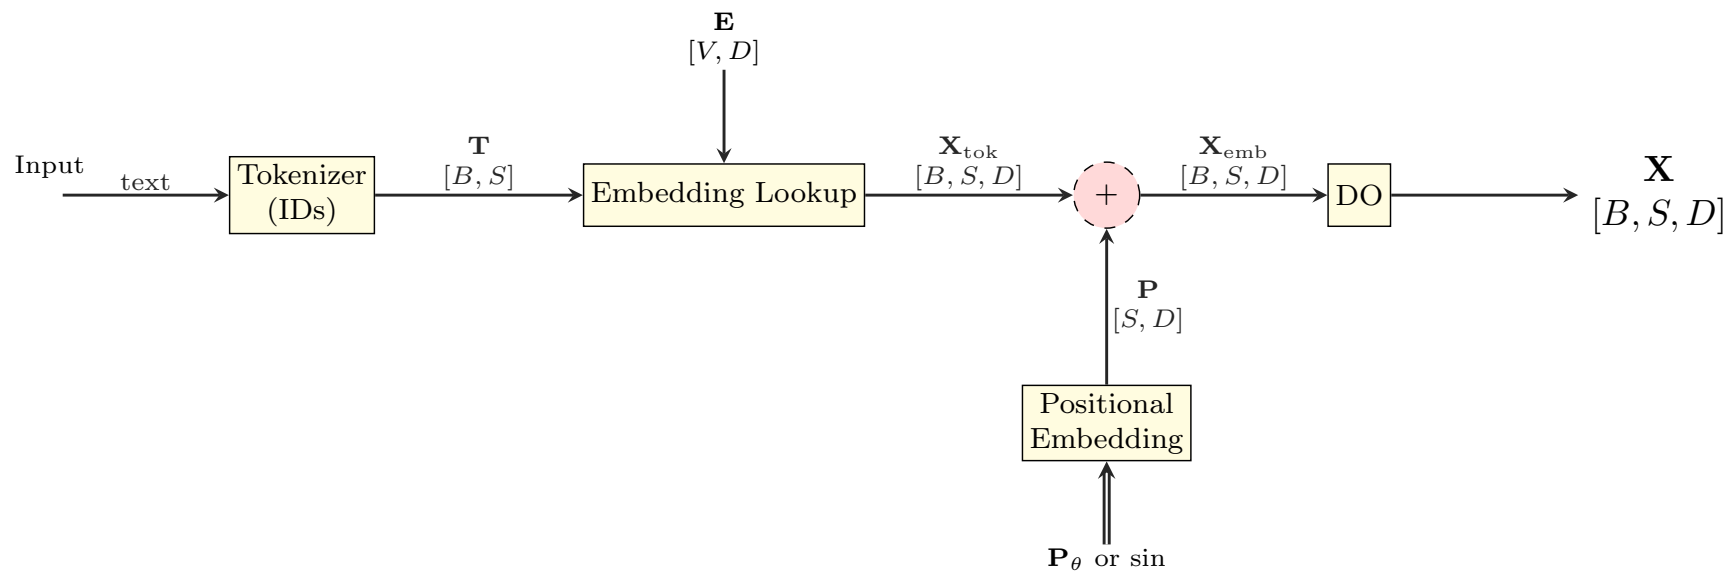 E
[V, D]
Input
text
Tokenizer
(IDs)
T
[B, S]
Embedding Lookup
X_tok
[B, S, D]
+
X_emb
[B, S, D]
DO
X
[B, S, D]
P
[S, D]
Positional
Embedding
P_θ or sin